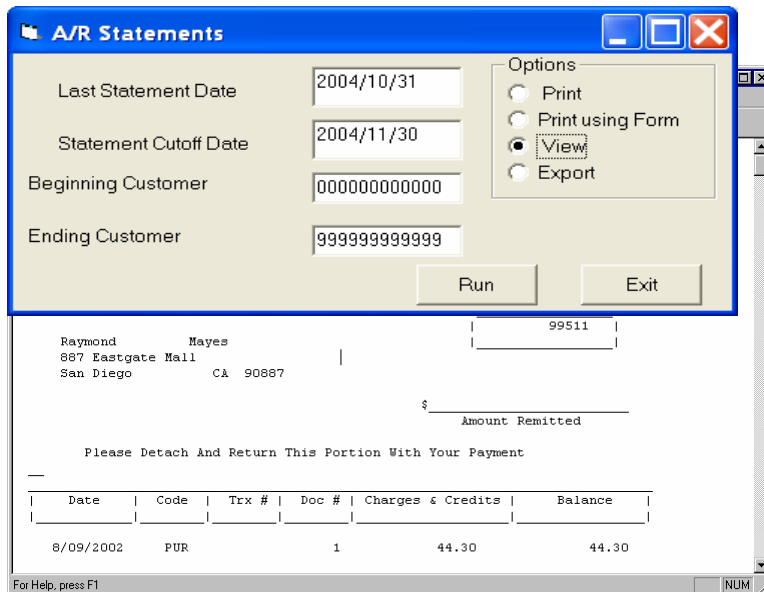 A/R Statements
Last Statement Date 2004/10/31
Statement Cutoff Date 2004/11/30
Beginning Customer 000000000000
Ending Customer 999999999999
Options
Print
Print using Form
View
Export
Run Exit
99511
Raymond Mayes
887 Eastgate Mall
San Diego CA 90887
$
Amount Remitted
Please Detach And Return This Portion With Your Payment
Date Code Trx # Doc # Charges & Credits Balance
8/09/2002 PUR 1 44.30 44.30
For Help, press F1 NUM